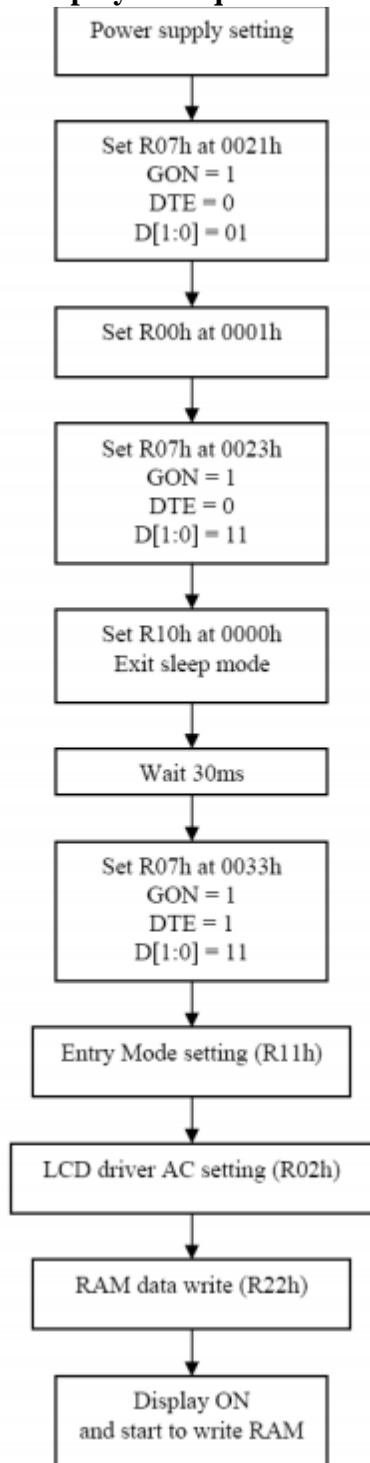 Power supply setting
Set R07h at 0021h
GON = 1
DTE = 0
D[1:0] = 01
Set R00h at 0001h
Set R07h at 0023h
GON = 1
DTE = 0
D[1:0] = 11
Set R10h at 0000h
Exit sleep mode
Wait 30ms
Set R07h at 0033h
GON = 1
DTE = 1
D[1:0] = 11
Entry Mode setting (R11h)
LCD driver AC setting (R02h)
RAM data write (R22h)
Display ON
and start to write RAM